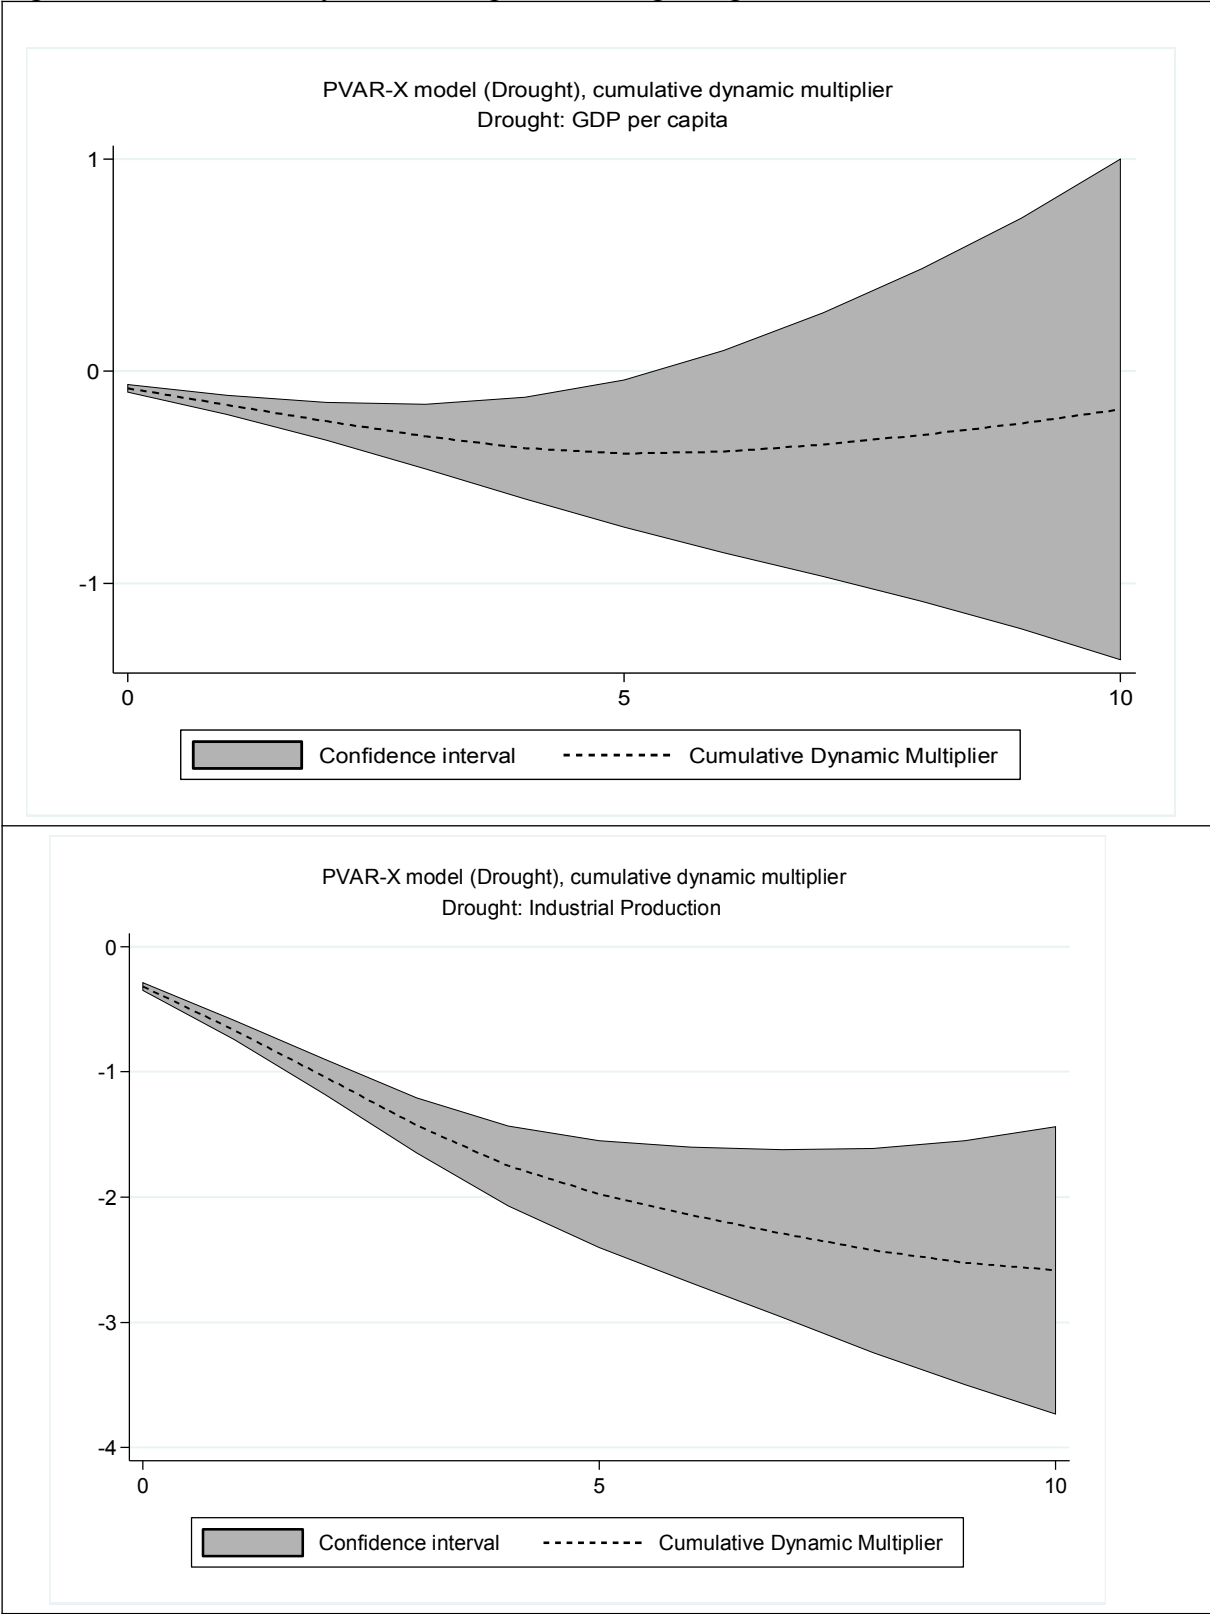 PVAR-X model (Drought), cumulative dynamic multiplier
Drought: GDP per capita
1
0
-1
0 5 10
Confidence interval Cumulative Dynamic Multiplier
PVAR-X model (Drought), cumulative dynamic multiplier
Drought: Industrial Production
0
-1
-2
-3
-4
0 5 10
Confidence interval Cumulative Dynamic Multiplier